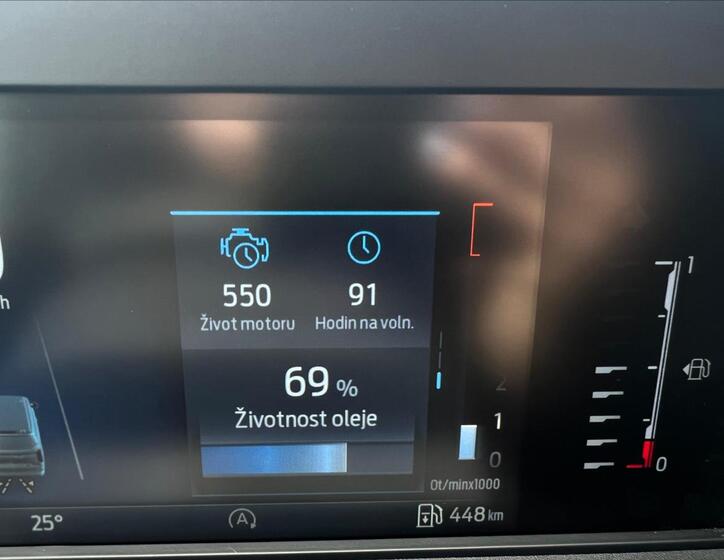 h
550
91
Život motoru
Hodin na voln.
69 %
Životnost oleje
2
1
0
Ot/minx1000
1
0
25°
A
448 km